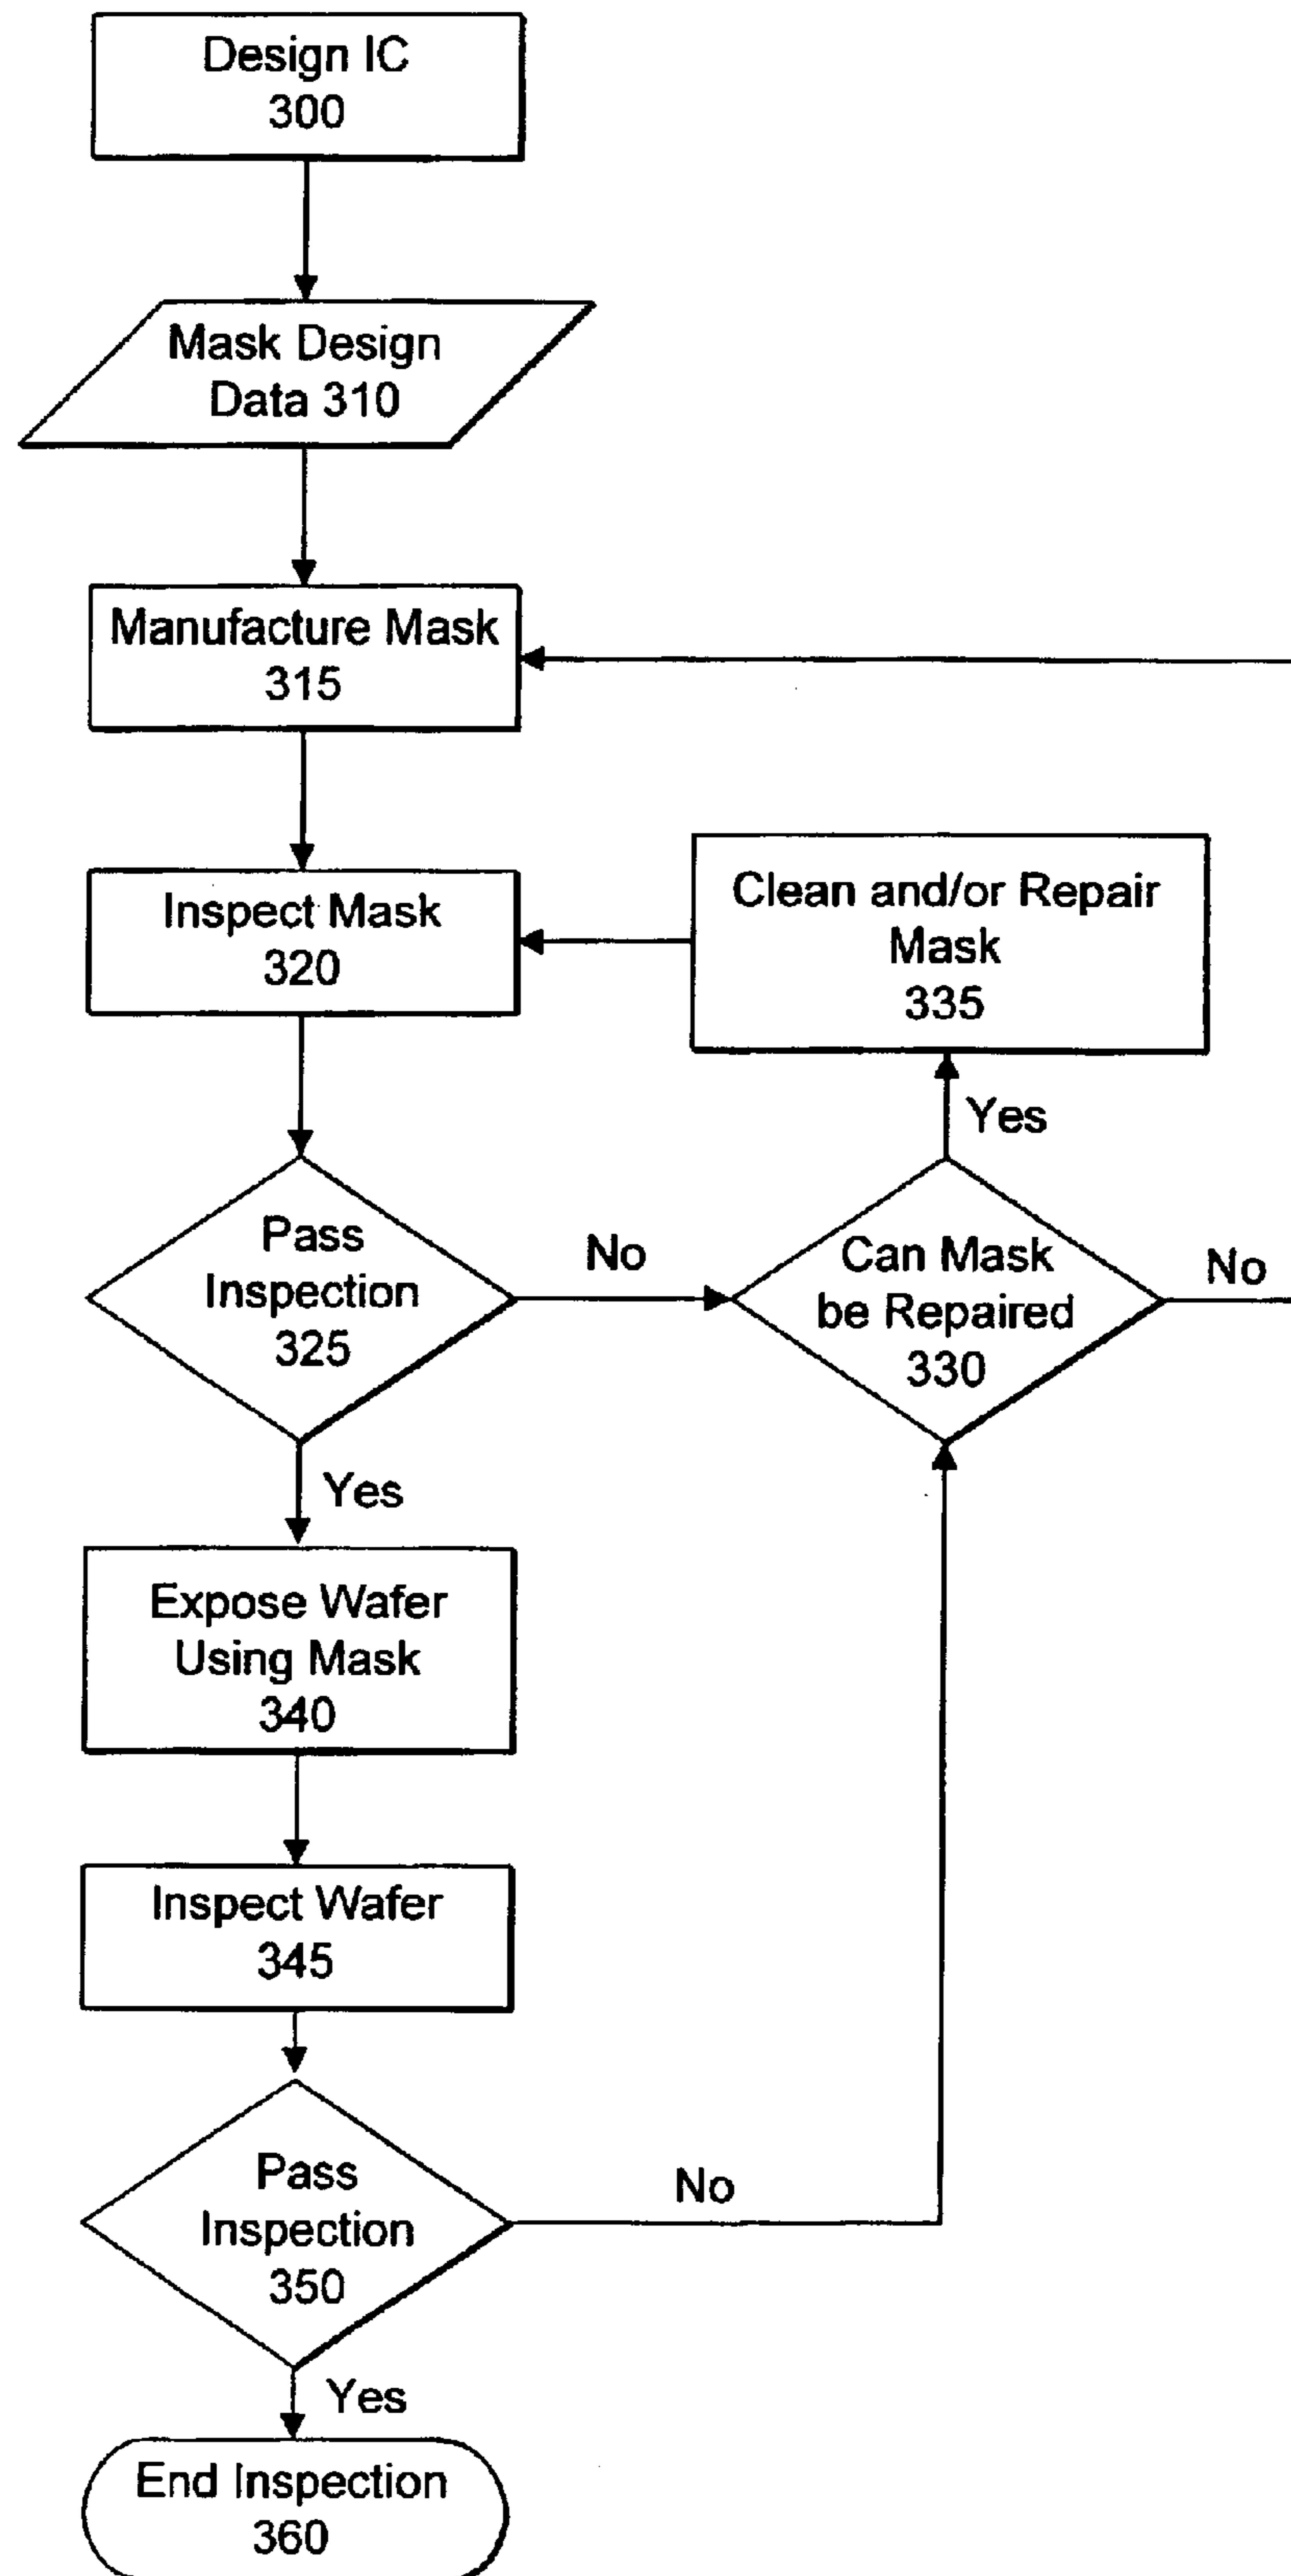 Design IC
300
Mask Design
Data 310
Manufacture Mask
315
Inspect Mask
320
Clean and/or Repair
Mask
335
Yes
Pass
Inspection
325
No
Can Mask
be Repaired
330
No
Yes
Expose Wafer
Using Mask
340
Inspect Wafer
345
Pass
Inspection
350
No
Yes
End Inspection
360